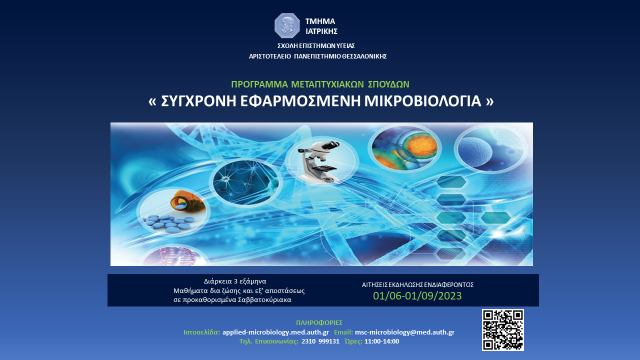 ΤΜΗΜΑ
ΙΑΤΡΙΚΗΣ
ΣΧΟΛΗ ΕΠΙΣΤΗΜΩΝ ΥΓΕΙΑΣ
ΑΡΙΣΤΟΤΕΛΕΙΟ ΠΑΝΕΠΙΣΤΗΜΙΟ ΘΕΣΣΑΛΟΝΙΚΗΣ
ΠΡΟΓΡΑΜΜΑ ΜΕΤΑΠΤΥΧΙΑΚΩΝ ΣΠΟΥΔΩΝ
« ΣΥΓΧΡΟΝΗ ΕΦΑΡΜΟΣΜΕΝΗ ΜΙΚΡΟΒΙΟΛΟΓΙΑ »
Διάρκεια 3 εξάμηνα
Μαθήματα δια ζώσης και εξ' αποστάσεως
σε προκαθορισμένα Σαββατοκύριακα
ΑΙΤΗΣΕΙΣ ΕΚΔΗΛΩΣΗΣ ΕΝΔΙΑΦΕΡΟΝΤΟΣ
01/06-01/09/2023
ΠΛΗΡΟΦΟΡΙΕΣ
Ιστοσελίδα: applied-microbiology.med.auth.gr Email: msc-microbiology@med.auth.gr
Τηλ. Επικοινωνίας: 2310 999131 Ώρες: 11:00-14:00